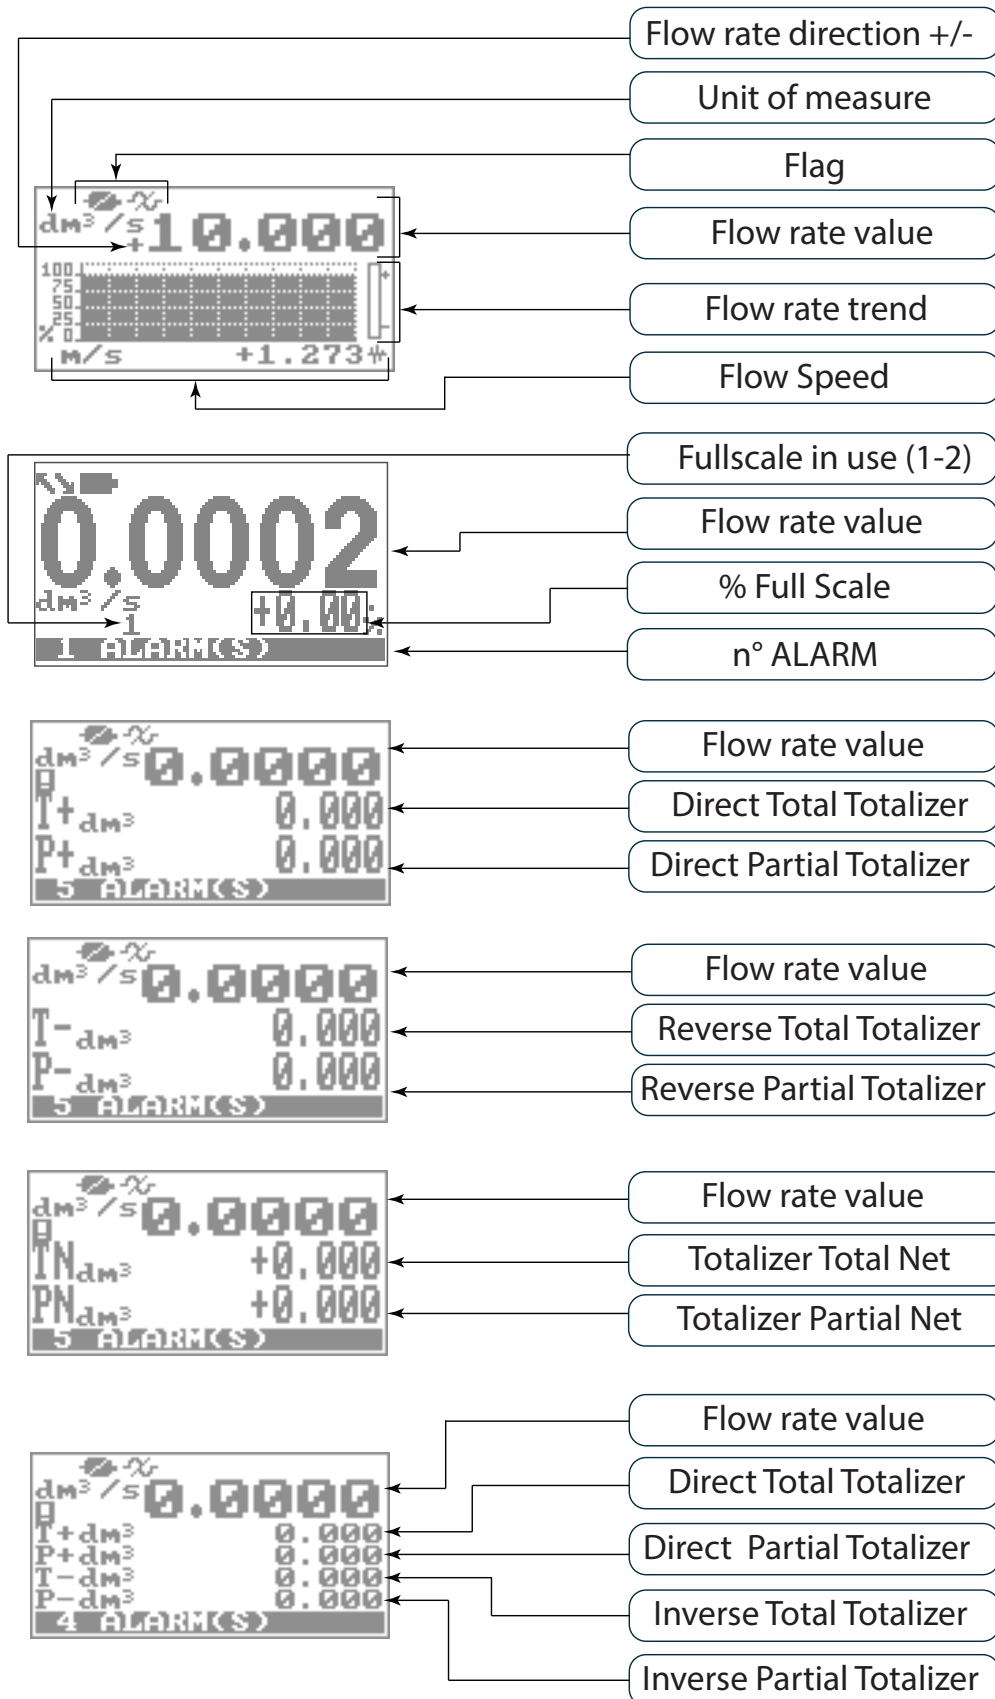 Flow rate direction +/-
Unit of measure
Flag
dm³/s
+10.000
Flow rate value
100
75
50
25
% 0
+
-
Flow rate trend
m/s +1.273
Flow Speed
Fullscale in use (1-2)
0.0002
Flow rate value
dm³/s
1
+0.00%
% Full Scale
1 ALARM(S)
n° ALARM
dm³/s 0.0000
Flow rate value
T+dm³ 0.000
Direct Total Totalizer
P+dm³ 0.000
Direct Partial Totalizer
5 ALARM(S)
dm³/s 0.0000
Flow rate value
T-dm³ 0.000
Reverse Total Totalizer
P-dm³ 0.000
Reverse Partial Totalizer
5 ALARM(S)
dm³/s 0.0000
Flow rate value
TNdm³ +0.000
Totalizer Total Net
PNdm³ +0.000
Totalizer Partial Net
5 ALARM(S)
Flow rate value
dm³/s 0.0000
Direct Total Totalizer
T+dm³ 0.000
P+dm³ 0.000
Direct Partial Totalizer
T-dm³ 0.000
P-dm³ 0.000
Inverse Total Totalizer
4 ALARM(S)
Inverse Partial Totalizer